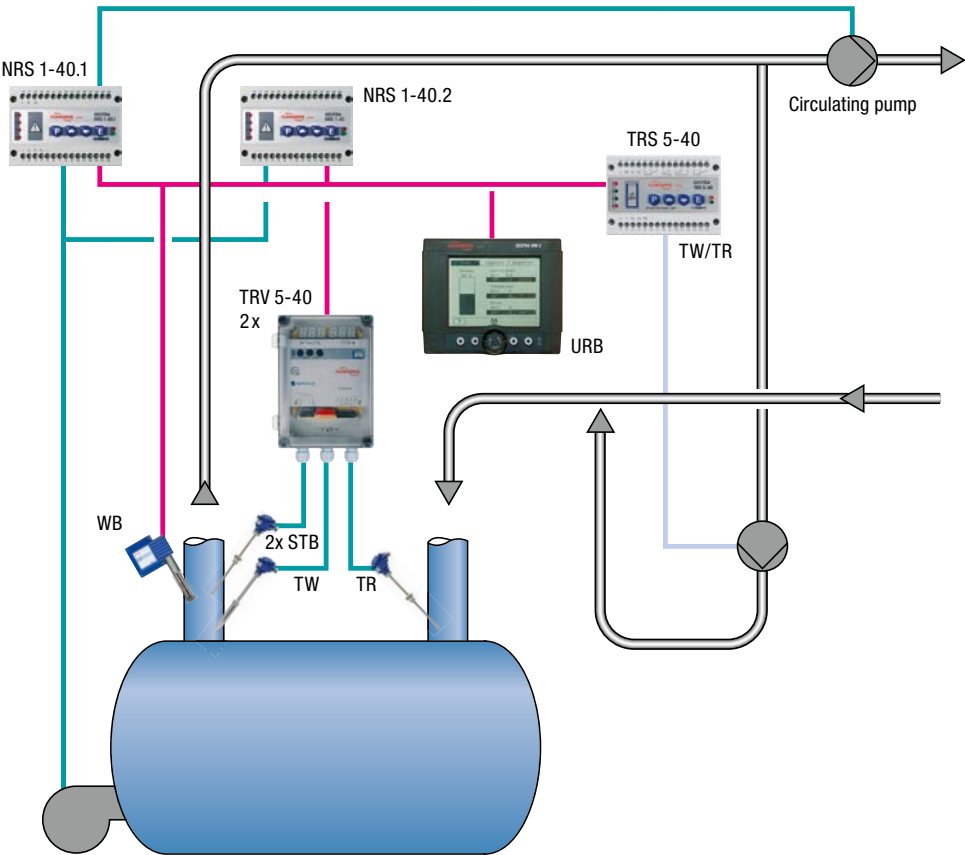 NRS 1-40.1
NRS 1-40.2
Circulating pump
TRS 5-40
TW/TR
TRV 5-40
2x
URB
WB
2x STB
TW
TR